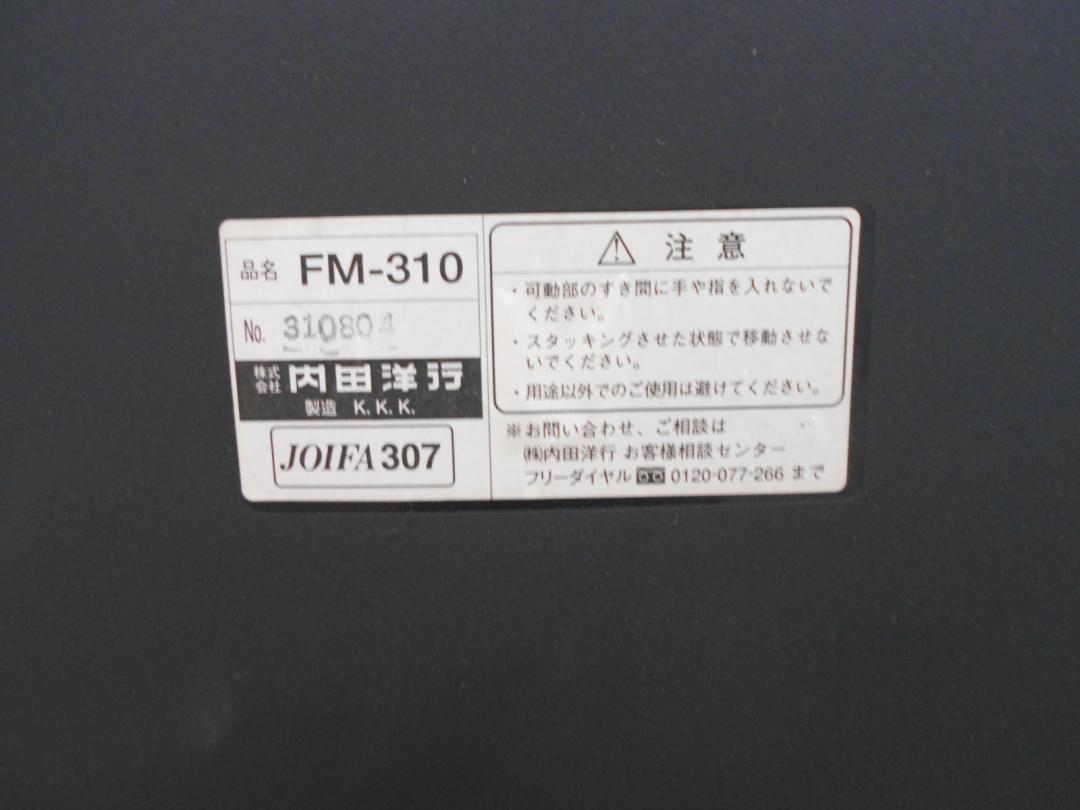 品名 FM-310
No. 310804
株式会社 内田洋行
製造 K.K.K.
JOIFA 307
⚠ 注意
・可動部のすき間に手や指を入れないで
ください。
・スタッキングさせた状態で移動させな
いでください。
・用途以外でのご使用は避けてください。
※お問い合わせ、ご相談は
㈱内田洋行 お客様相談センター
フリーダイヤル 0120-077-266 まで